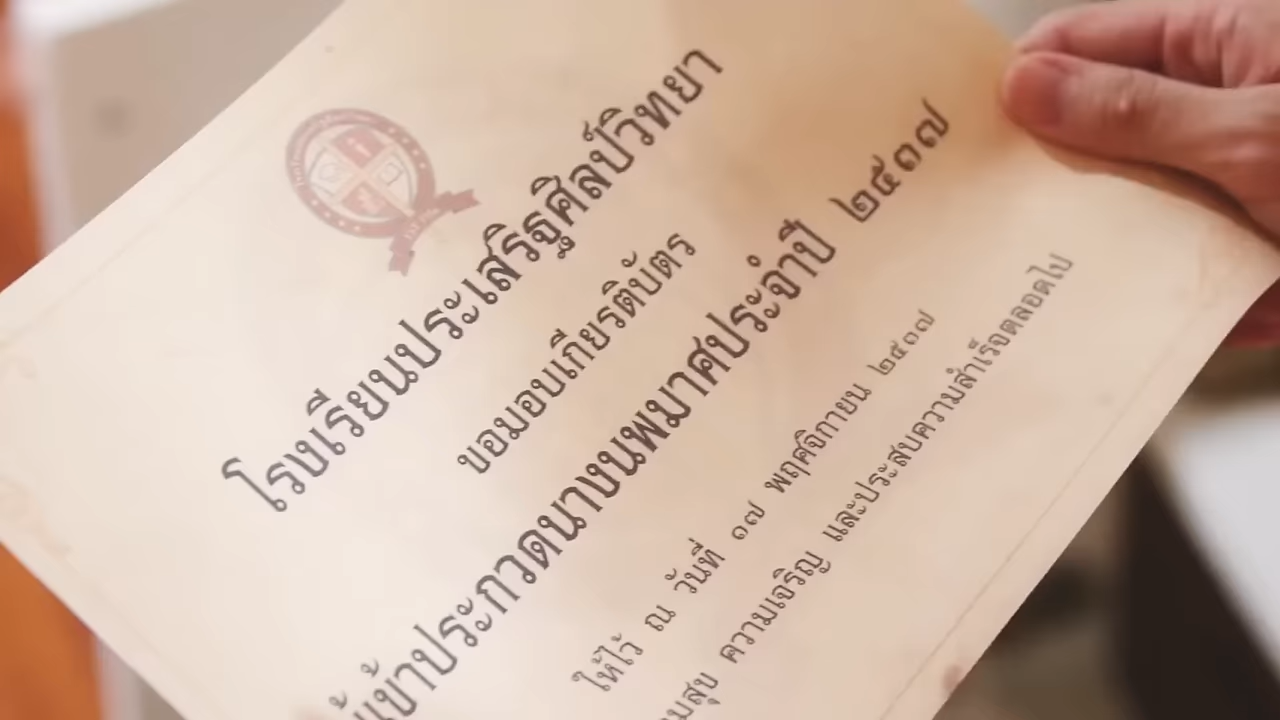 โรงเรียนประเสริฐศิลป์วิทยา
ขอมอบเกียรติบัตร
เข้าประกวดนางนพมาศประจำปี ๒๕๓๗
ให้ไว้ ณ วันที่ ๑๗ พฤศจิกายน ๒๕๓๗
ความเจริญ และประสบความสำเร็จตลอดไป